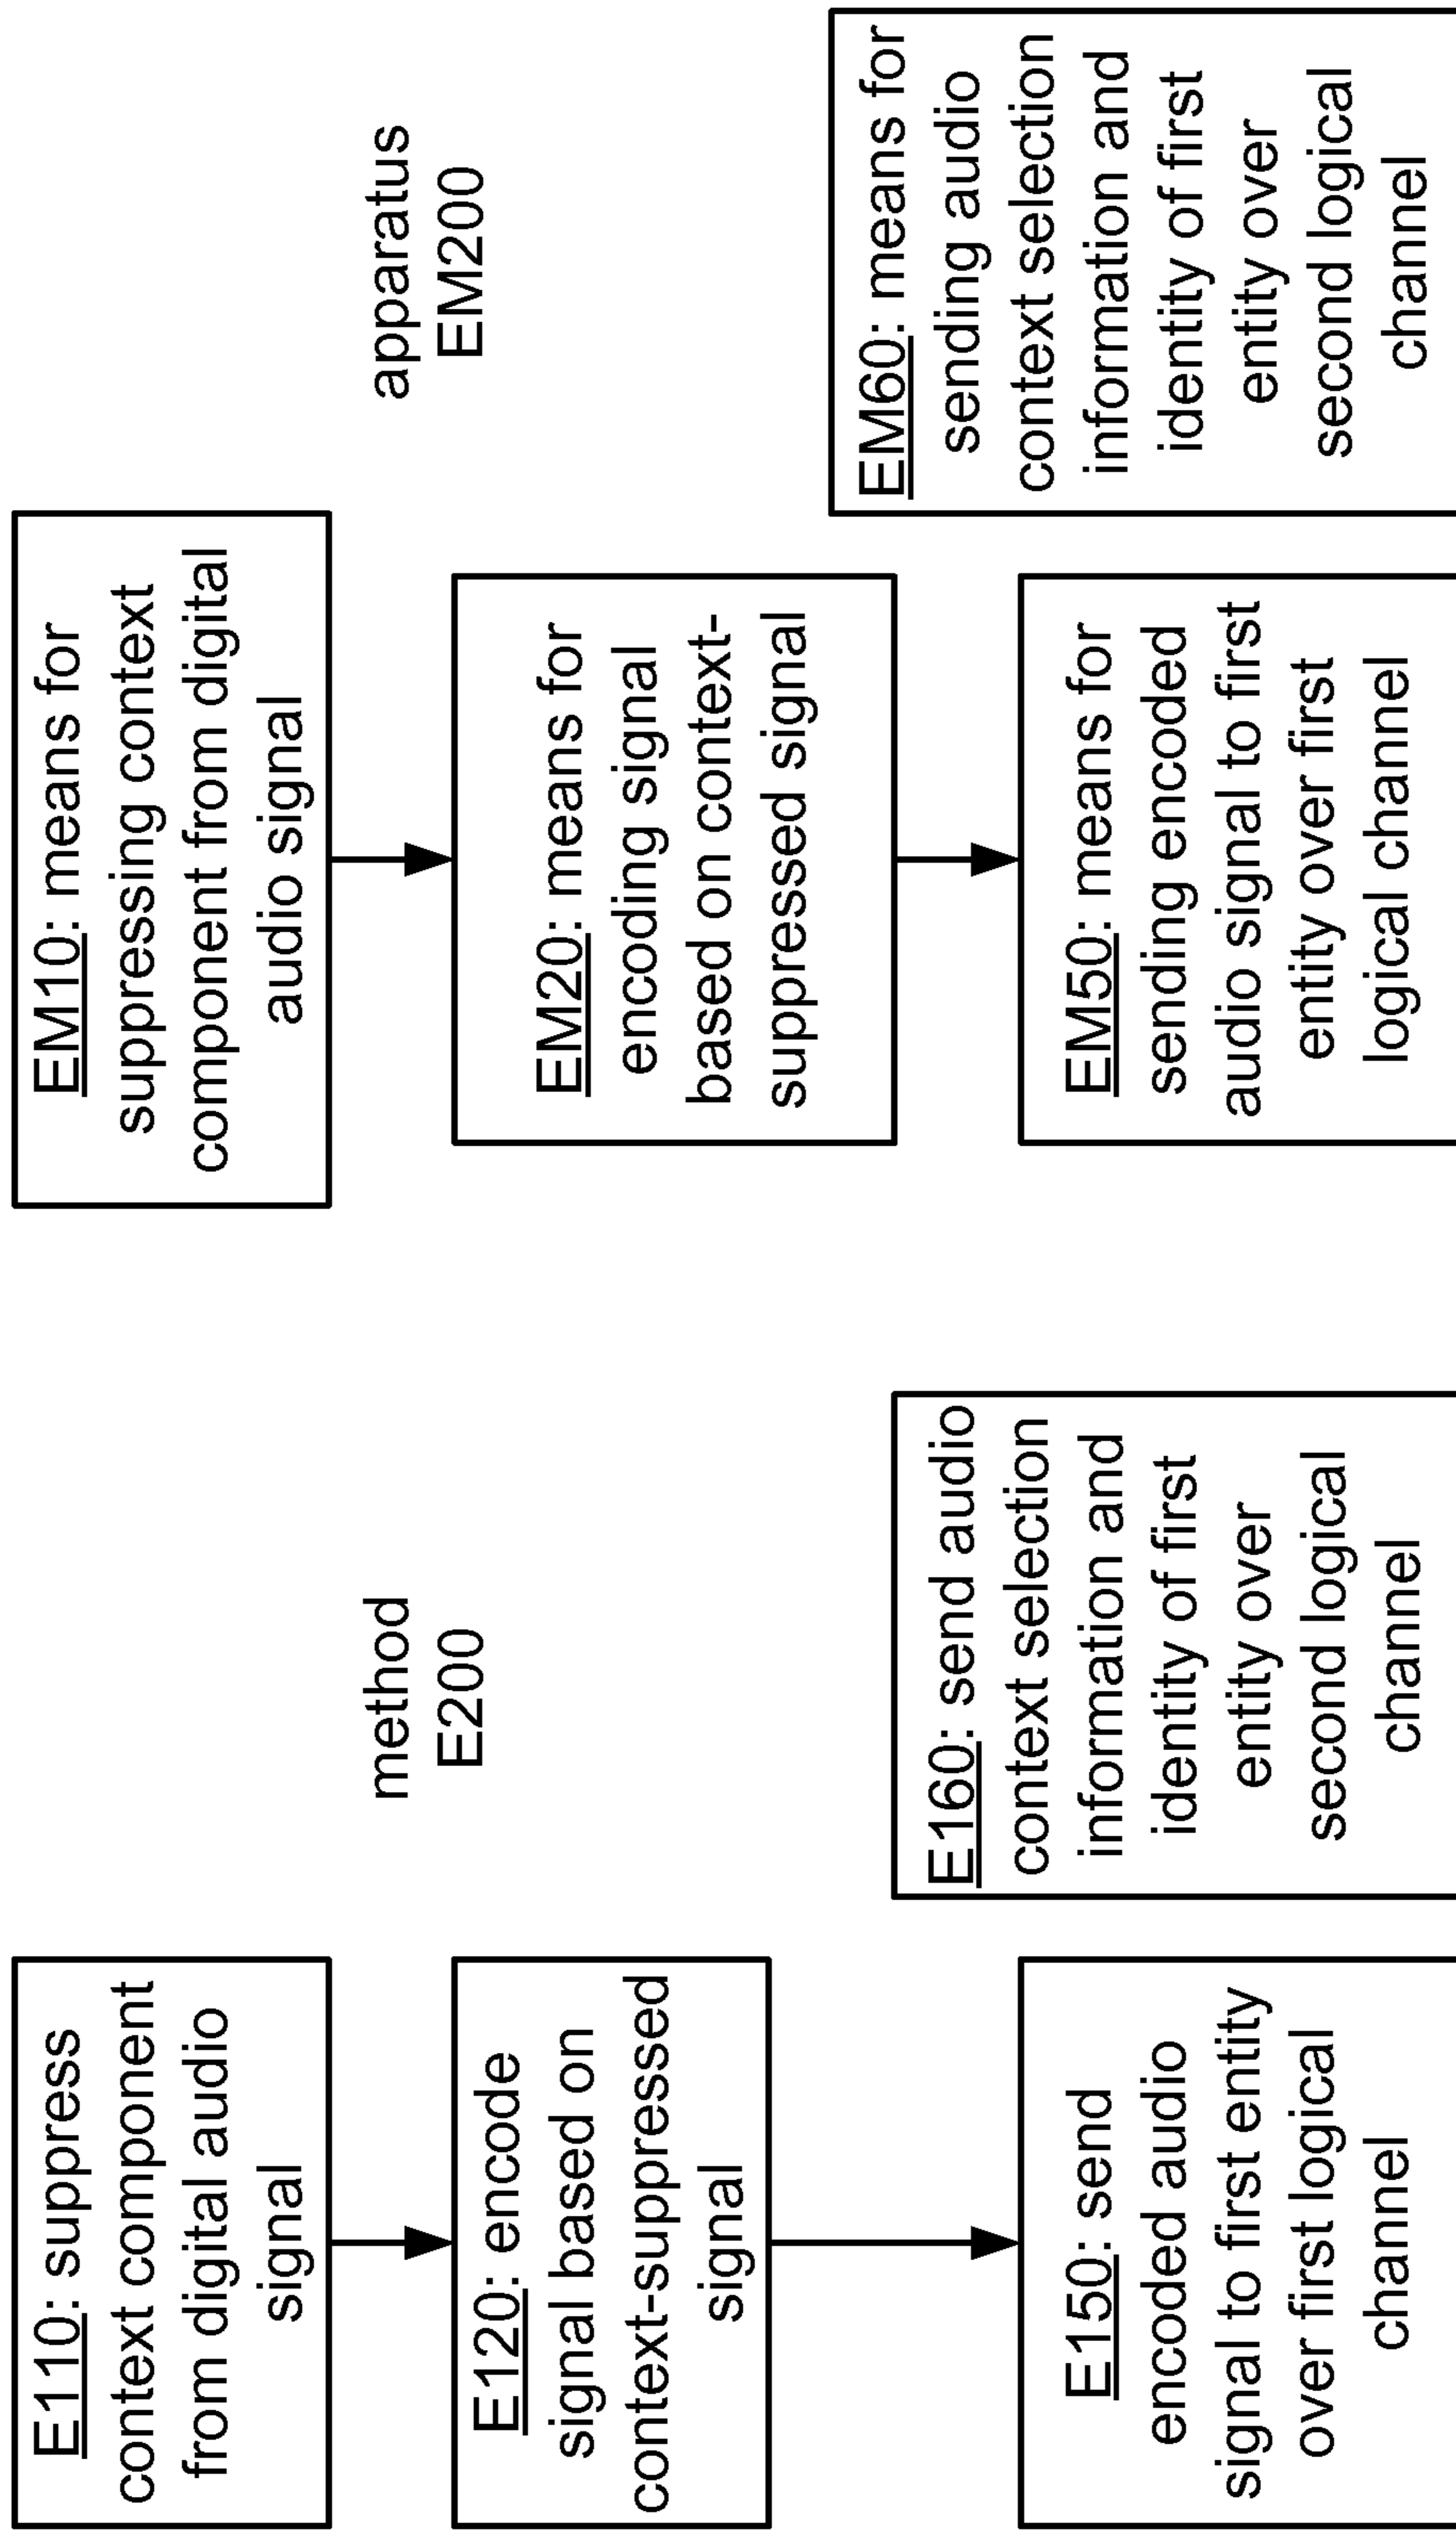 E110: suppress
context component
from digital audio
signal
E120: encode
signal based on
context-suppressed
signal
E150: send
encoded audio
signal to first entity
over first logical
channel
method
E200
E160: send audio
context selection
information and
identity of first
entity over
second logical
channel
EM10: means for
suppressing context
component from digital
audio signal
EM20: means for
encoding signal
based on context-
suppressed signal
EM50: means for
sending encoded
audio signal to first
entity over first
logical channel
apparatus
EM200
EM60: means for
sending audio
context selection
information and
identity of first
entity over
second logical
channel